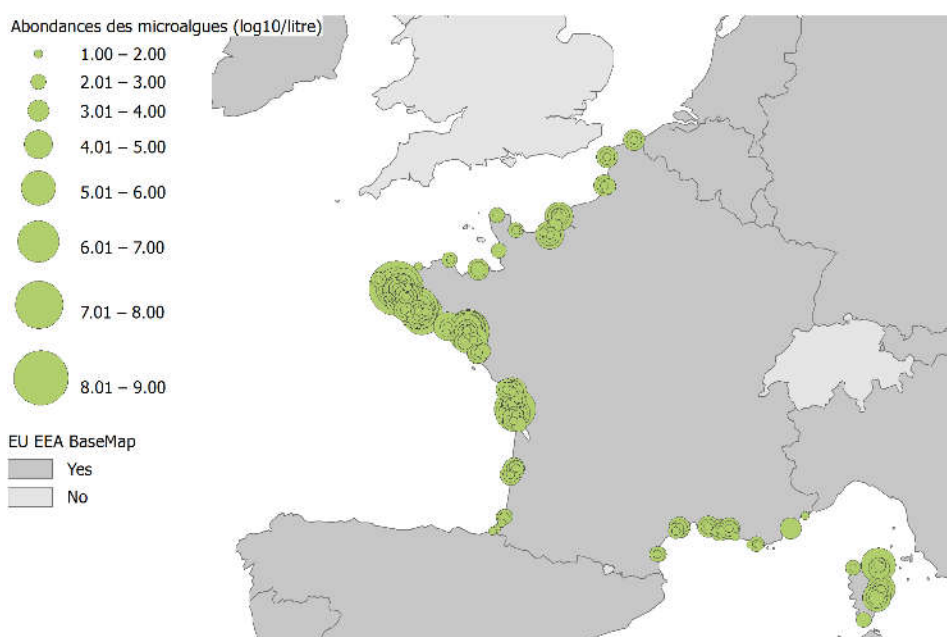 Abondances des microalgues (log10/litre)
1.00 – 2.00
2.01 – 3.00
3.01 – 4.00
4.01 – 5.00
5.01 – 6.00
6.01 – 7.00
7.01 – 8.00
8.01 – 9.00
EU EEA BaseMap
Yes
No